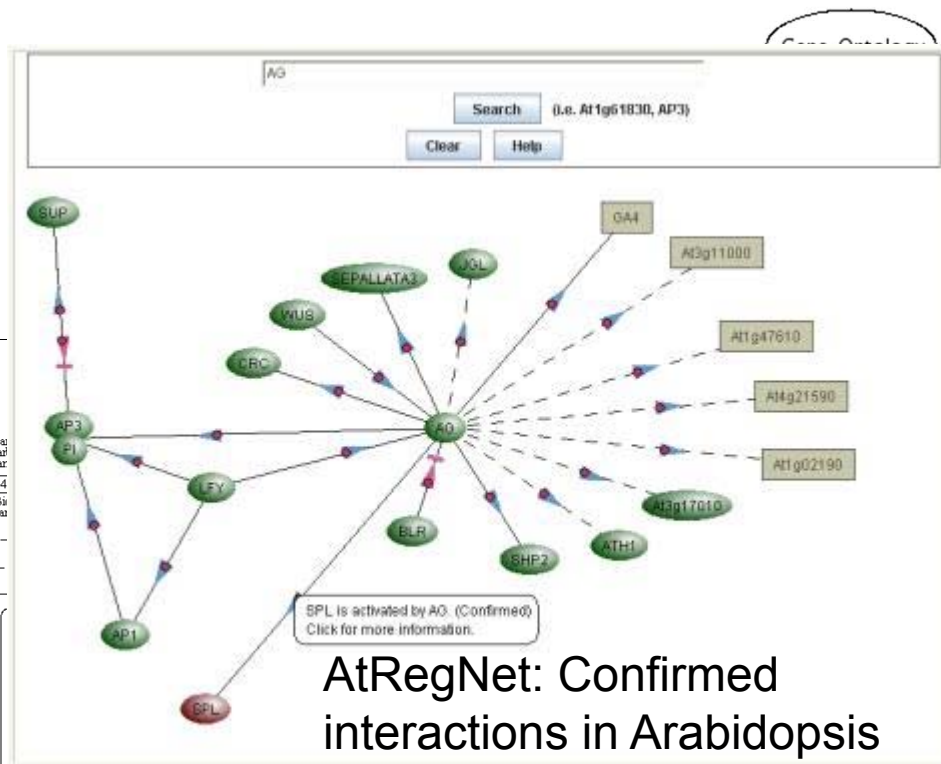 AG
Search (i.e. At1g61830, AP3)
Clear Help
SUP
GA4
JGL
At3g11000
SEPALLATA3
WUS
At1g47610
CRC
At4g21590
AP3
AG
PI
At1g02190
LFY
At3g17010
BLR
ATH1
SHP2
SPL is activated by AG. (Confirmed)
Click for more information.
AP1
SPL
AtRegNet: Confirmed
interactions in Arabidopsis